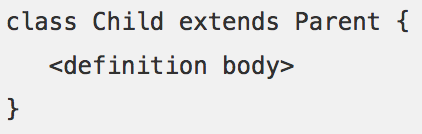 class Child extends Parent {
<definition body>
}